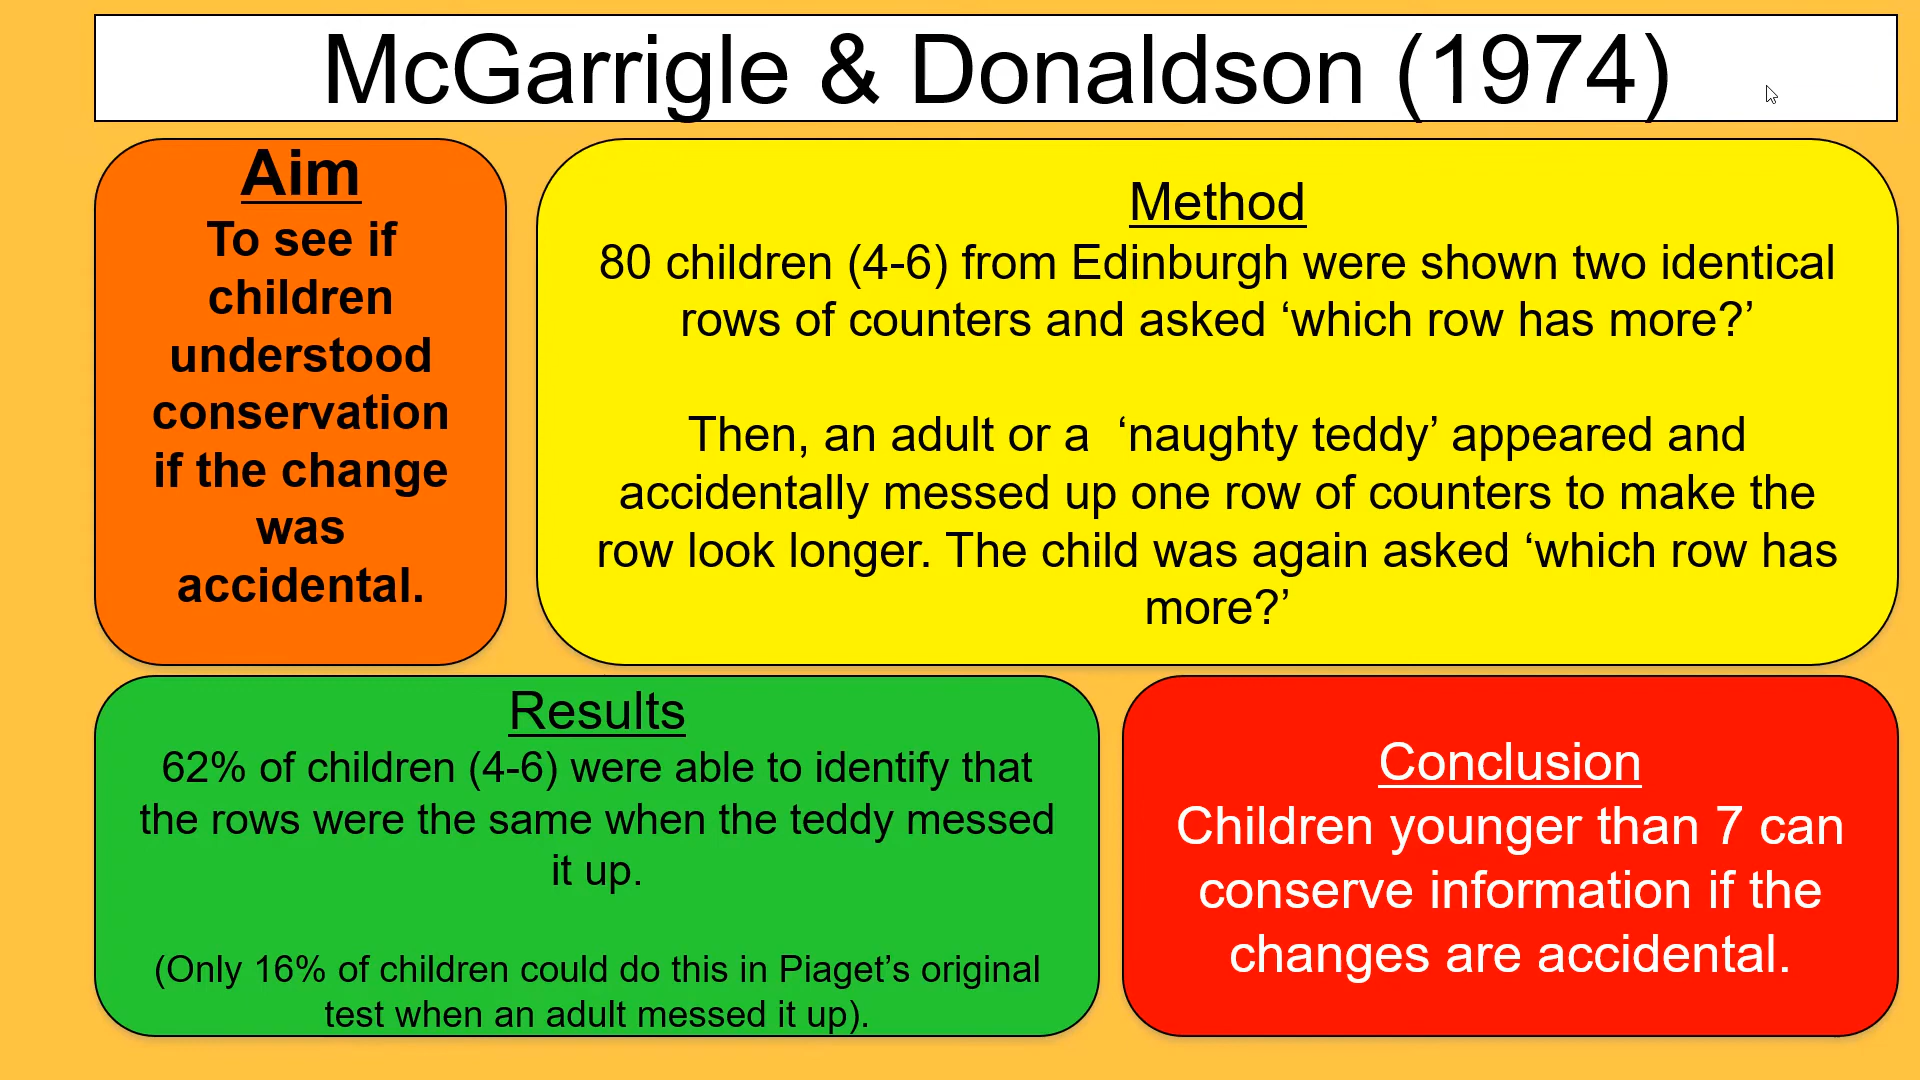 McGarrigle & Donaldson (1974)
Aim
To see if
children
understood
conservation
if the change
was
accidental.
Method
80 children (4-6) from Edinburgh were shown two identical
rows of counters and asked ‘which row has more?’
Then, an adult or a ‘naughty teddy’ appeared and
accidentally messed up one row of counters to make the
row look longer. The child was again asked ‘which row has
more?’
Results
62% of children (4-6) were able to identify that
the rows were the same when the teddy messed
it up.
(Only 16% of children could do this in Piaget’s original
test when an adult messed it up).
Conclusion
Children younger than 7 can
conserve information if the
changes are accidental.